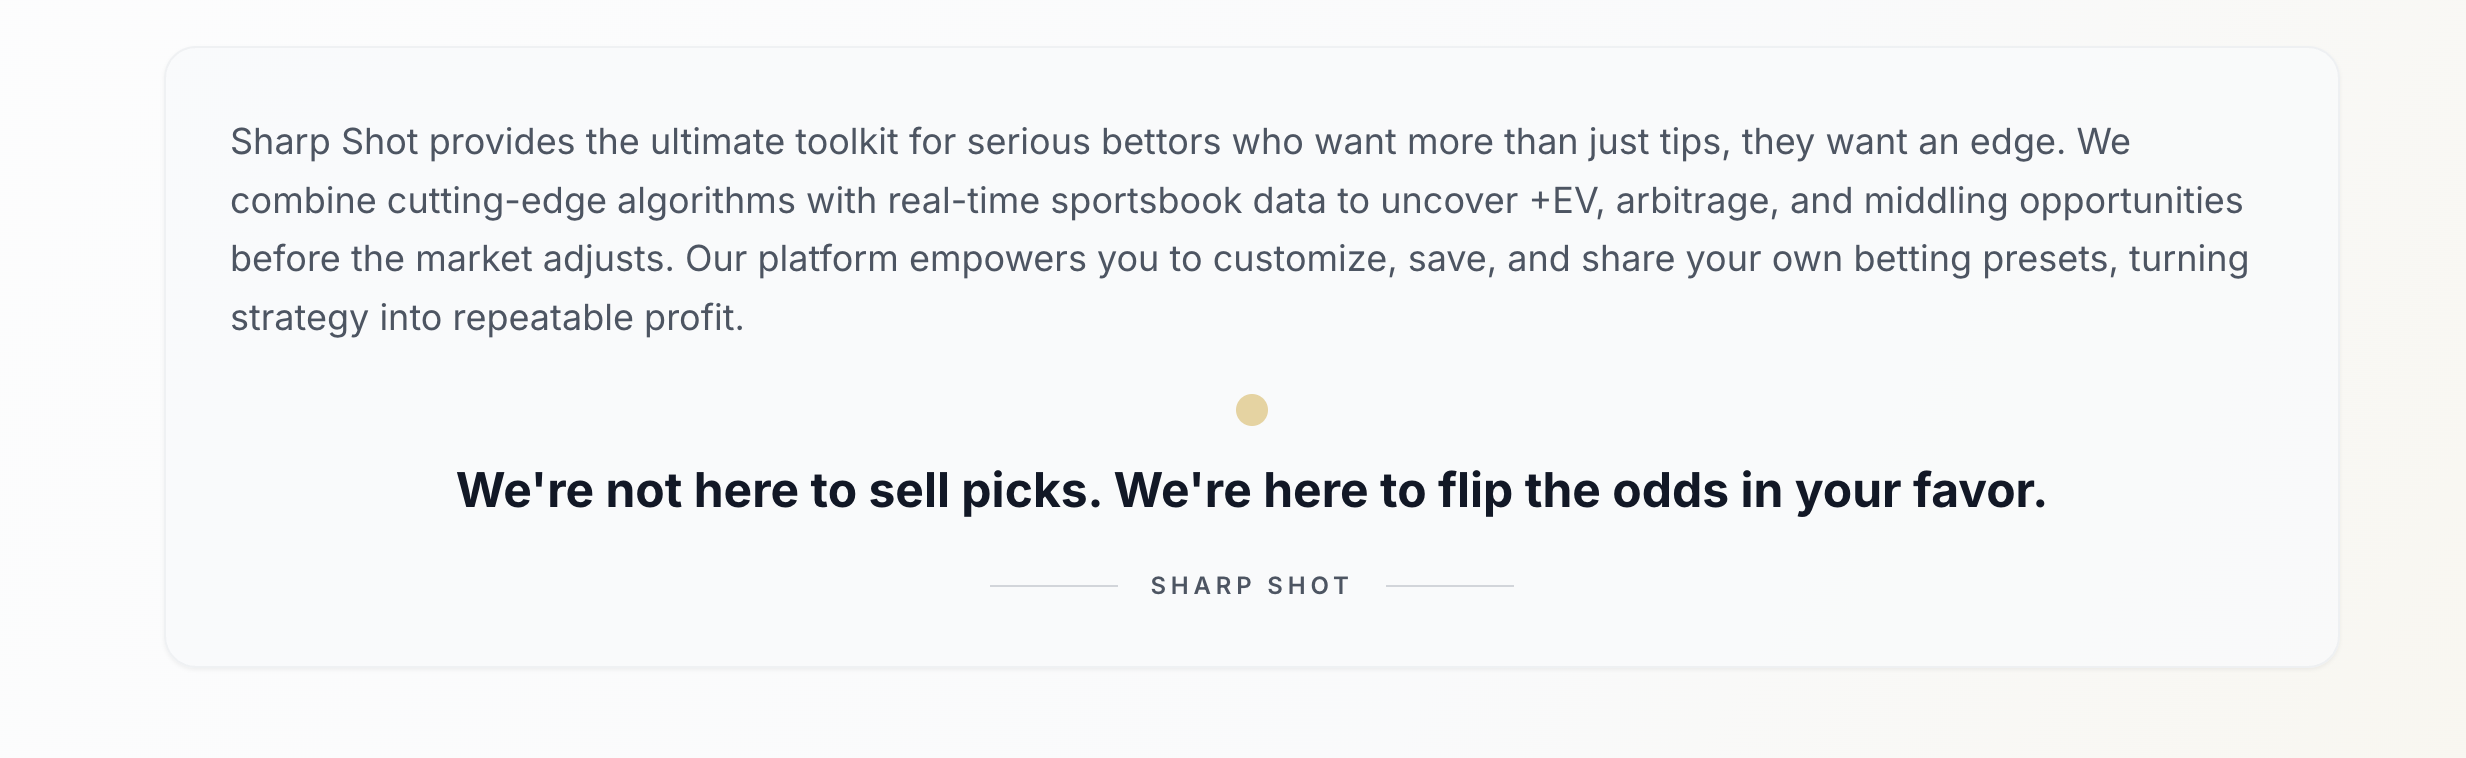 Sharp Shot provides the ultimate toolkit for serious bettors who want more than just tips, they want an edge. We
combine cutting-edge algorithms with real-time sportsbook data to uncover +EV, arbitrage, and middling opportunities
before the market adjusts. Our platform empowers you to customize, save, and share your own betting presets, turning
strategy into repeatable profit.
We're not here to sell picks. We're here to flip the odds in your favor.
SHARP SHOT